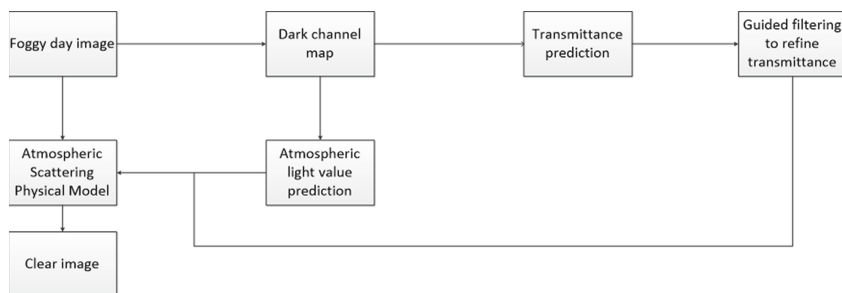 Foggy day image
Dark channel
map
Transmittance
prediction
Guided filtering
to refine
transmittance
Atmospheric
Scattering
Physical Model
Atmospheric
light value
prediction
Clear image